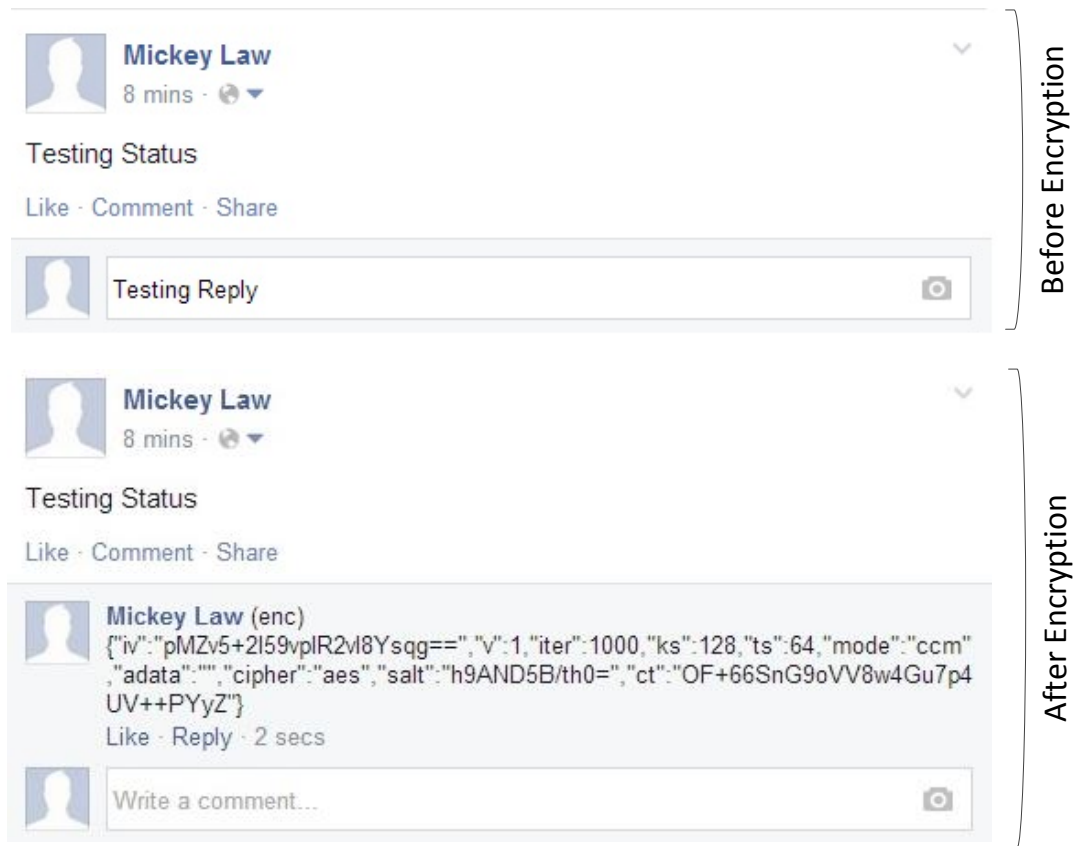 Mickey Law
8 mins ·
Testing Status
Like · Comment · Share
Testing Reply
Before Encryption
Mickey Law
8 mins ·
Testing Status
Like · Comment · Share
Mickey Law (enc)
{"iv":"pMZv5+2I59vpIR2vI8Ysqg==","v":1,"iter":1000,"ks":128,"ts":64,"mode":"ccm"
,"adata":"","cipher":"aes","salt":"h9AND5B/th0=","ct":"OF+66SnG9oVV8w4Gu7p4
UV++PYyZ"}
Like · Reply · 2 secs
Write a comment...
After Encryption